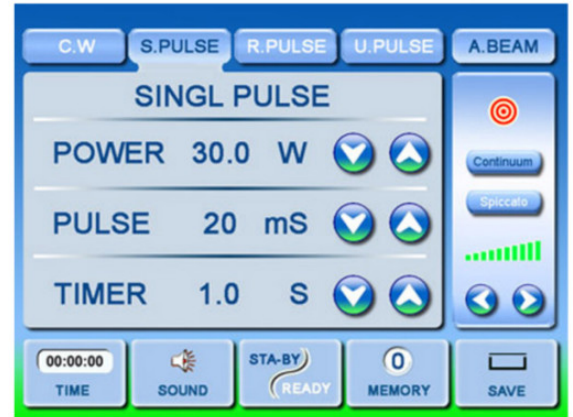 C.W S.PULSE R.PULSE U.PULSE A.BEAM
SINGL PULSE
POWER 30.0 W
Continuum
PULSE 20 mS
Spiccato
TIMER 1.0 S
00:00:00 STA-BY 0
READY
TIME SOUND MEMORY SAVE